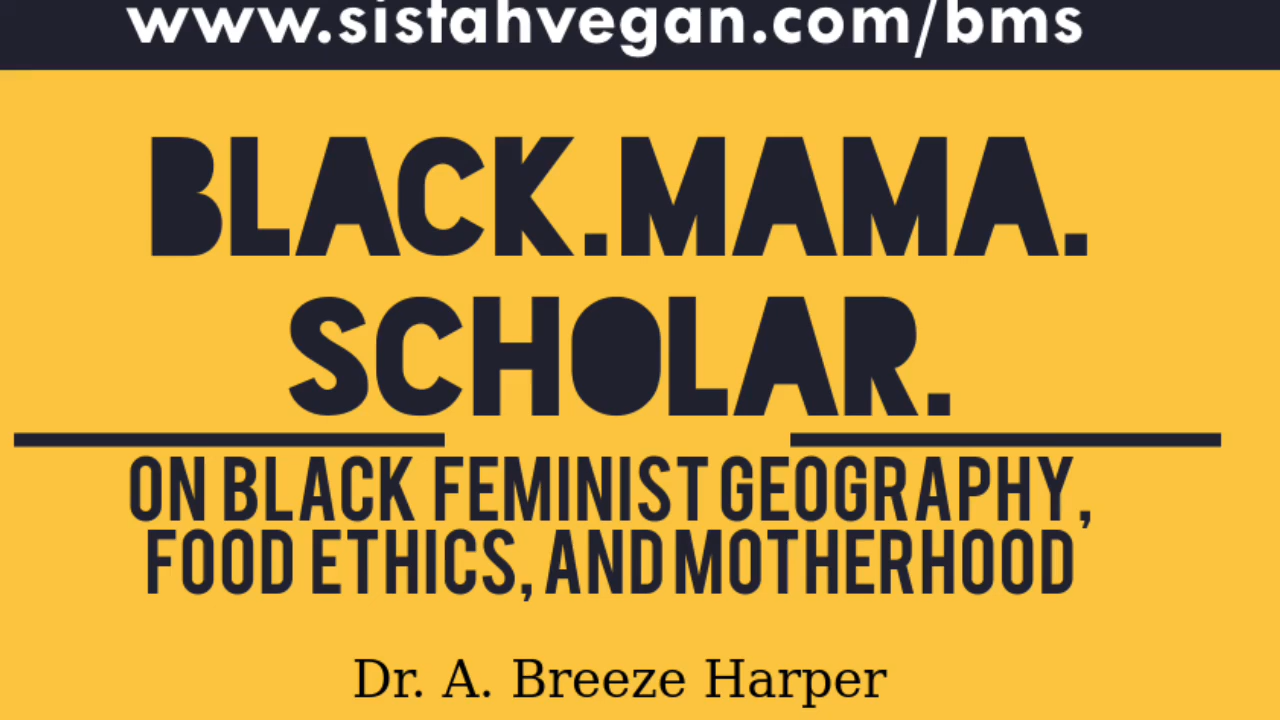 www.sistahvegan.com/bms
BLACK.MAMA.
SCHOLAR.
ON BLACK FEMINIST GEOGRAPHY,
FOOD ETHICS, AND MOTHERHOOD
Dr. A. Breeze Harper